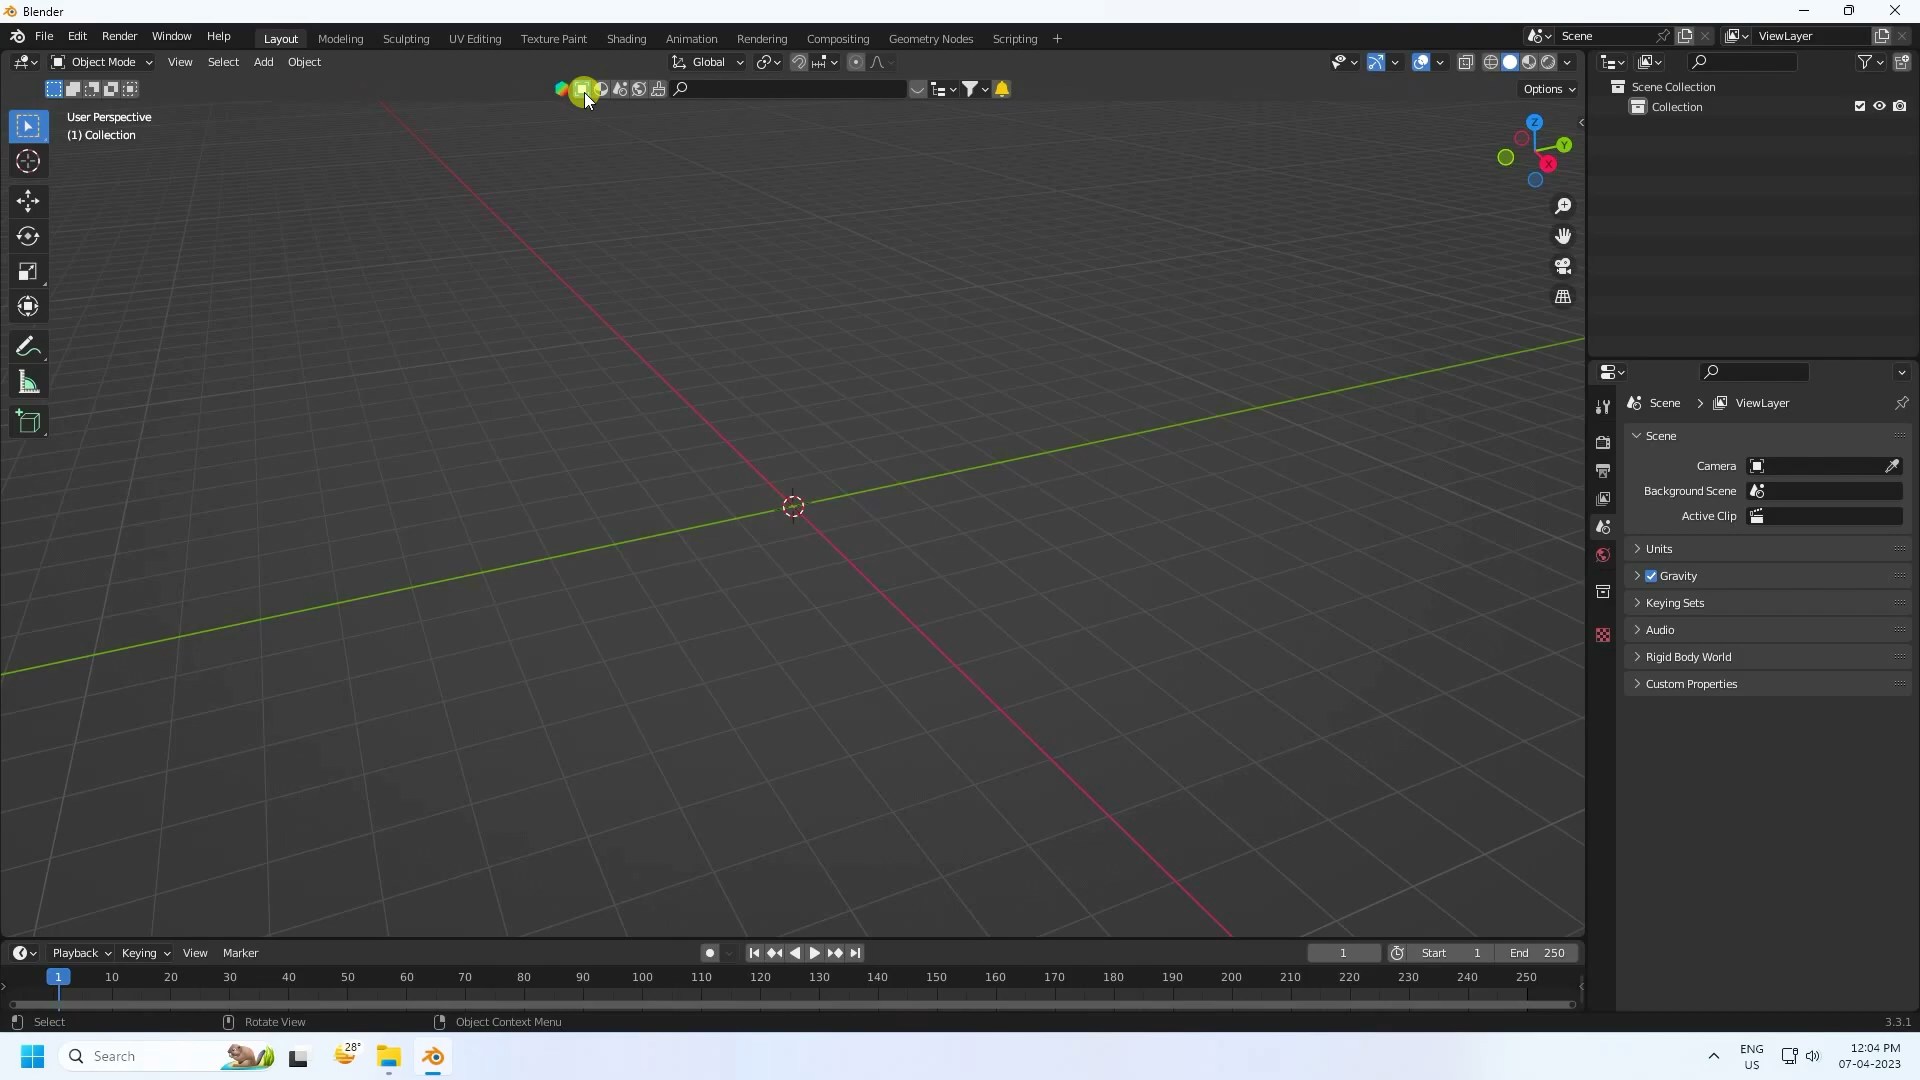 Blender
File Edit Render Window Help Layout Modeling Sculpting UV Editing Texture Paint Shading Animation Rendering Compositing Geometry Nodes Scripting + Scene ViewLayer
Object Mode View Select Add Object Global
Options
User Perspective
(1) Collection
Z
Y
X
Scene Collection
Collection
Scene > ViewLayer
Scene
Camera
Background Scene
Active Clip
Units
Gravity
Keying Sets
Audio
Rigid Body World
Custom Properties
Playback Keying View Marker 1 Start 1 End 250
1 10 20 30 40 50 60 70 80 90 100 110 120 130 140 150 160 170 180 190 200 210 220 230 240 250
Select Rotate View Object Context Menu 3.3.1
Search 28° ENG US 12:04 PM 07-04-2023